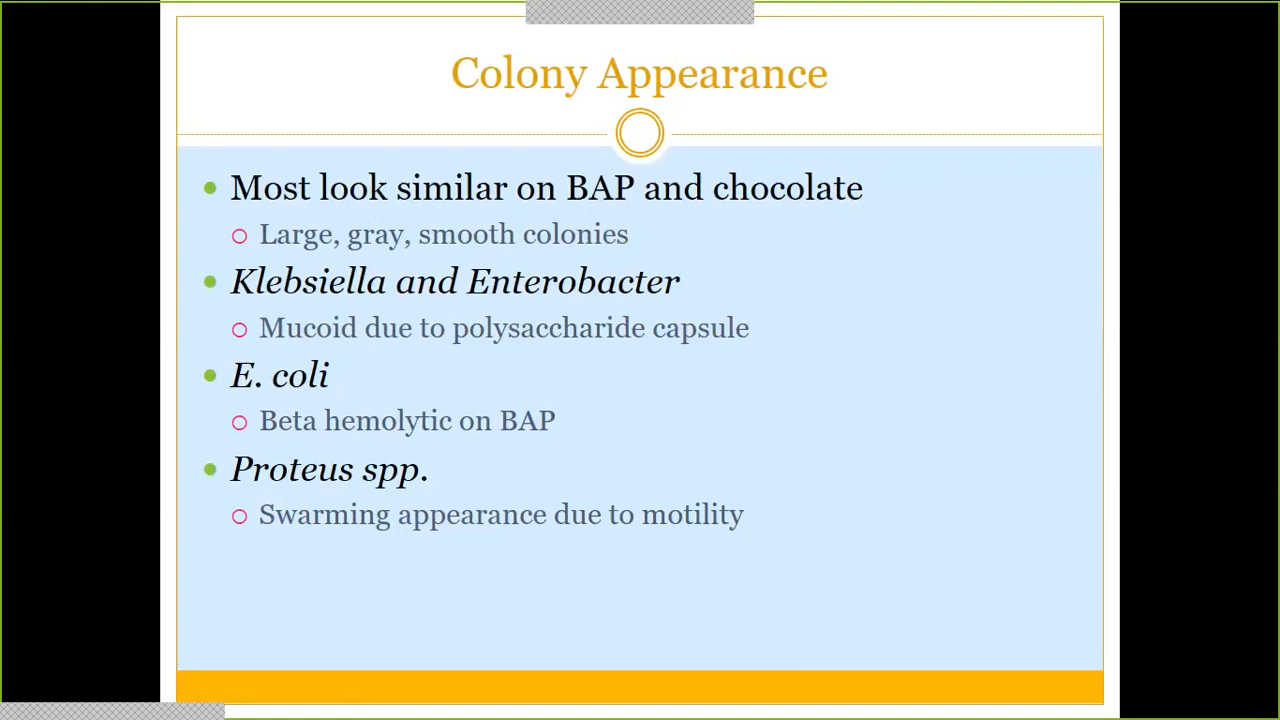 Colony Appearance
Most look similar on BAP and chocolate
Large, gray, smooth colonies
Klebsiella and Enterobacter
Mucoid due to polysaccharide capsule
E. coli
Beta hemolytic on BAP
Proteus spp.
Swarming appearance due to motility